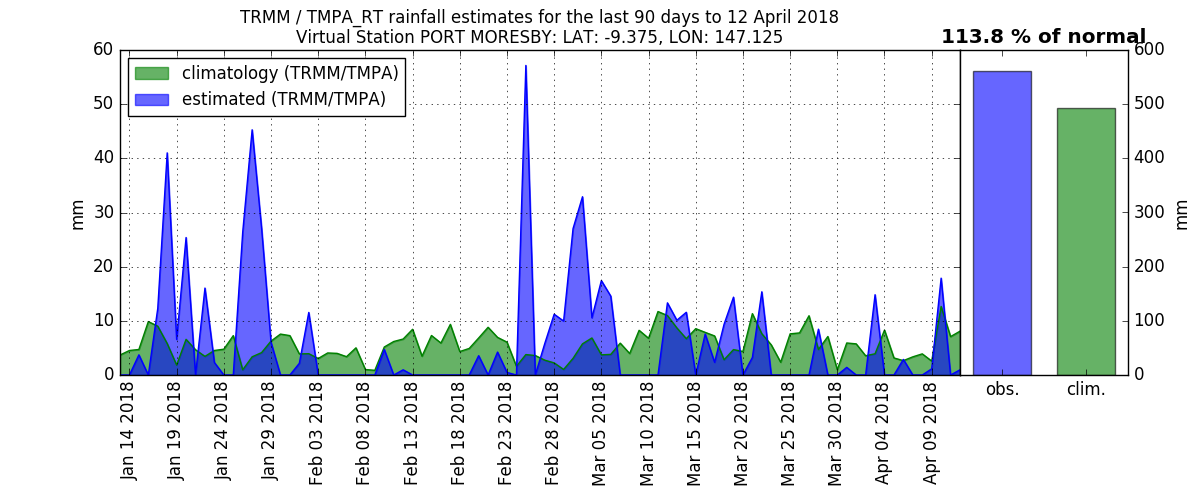 TRMM / TMPA_RT rainfall estimates for the last 90 days to 12 April 2018
Virtual Station PORT MORESBY: LAT: -9.375, LON: 147.125
113.8 % of normal
climatology (TRMM/TMPA)
estimated (TRMM/TMPA)
60
50
40
30
20
10
0
mm
Jan 14 2018
Jan 19 2018
Jan 24 2018
Jan 29 2018
Feb 03 2018
Feb 08 2018
Feb 13 2018
Feb 18 2018
Feb 23 2018
Feb 28 2018
Mar 05 2018
Mar 10 2018
Mar 15 2018
Mar 20 2018
Mar 25 2018
Mar 30 2018
Apr 04 2018
Apr 09 2018
obs.
clim.
600
500
400
300
200
100
0
mm